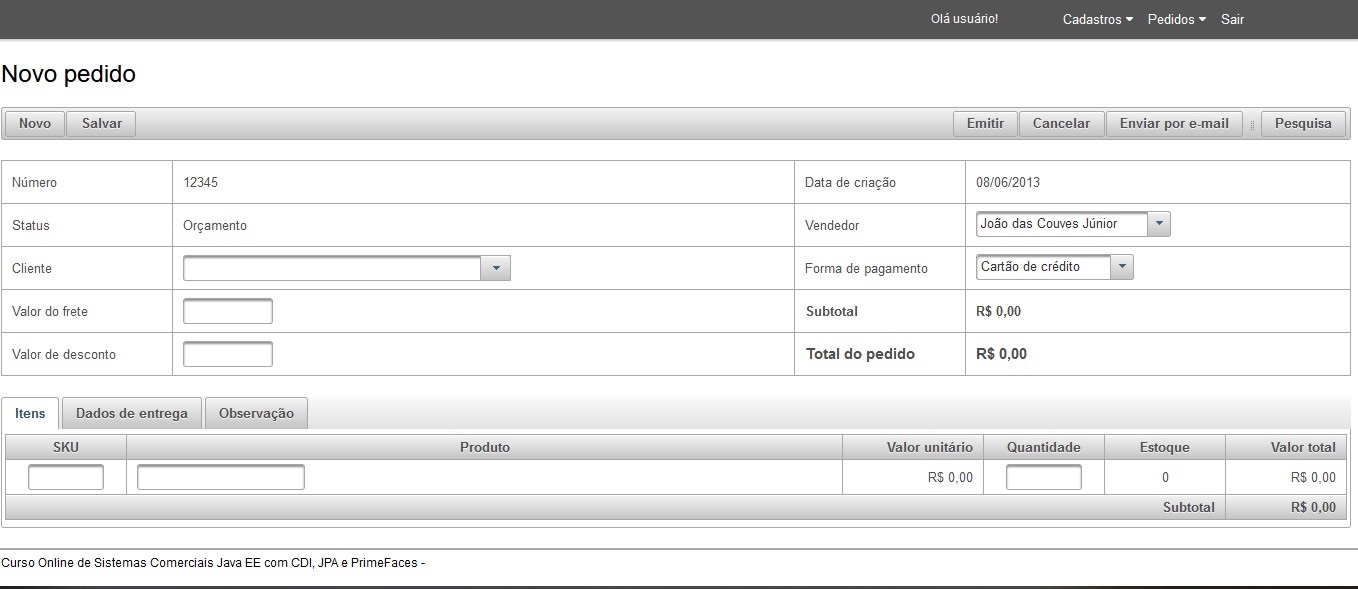 Olá usuário! Cadastros Pedidos Sair
Novo pedido
Novo Salvar Emitir Cancelar Enviar por e-mail Pesquisa
Número 12345 Data de criação 08/06/2013
Status Orçamento Vendedor João das Couves Júnior
Cliente Forma de pagamento Cartão de crédito
Valor do frete Subtotal R$ 0,00
Valor de desconto Total do pedido R$ 0,00
Itens Dados de entrega Observação
SKU Produto Valor unitário Quantidade Estoque Valor total
R$ 0,00 0 R$ 0,00
Subtotal R$ 0,00
Curso Online de Sistemas Comerciais Java EE com CDI, JPA e PrimeFaces -